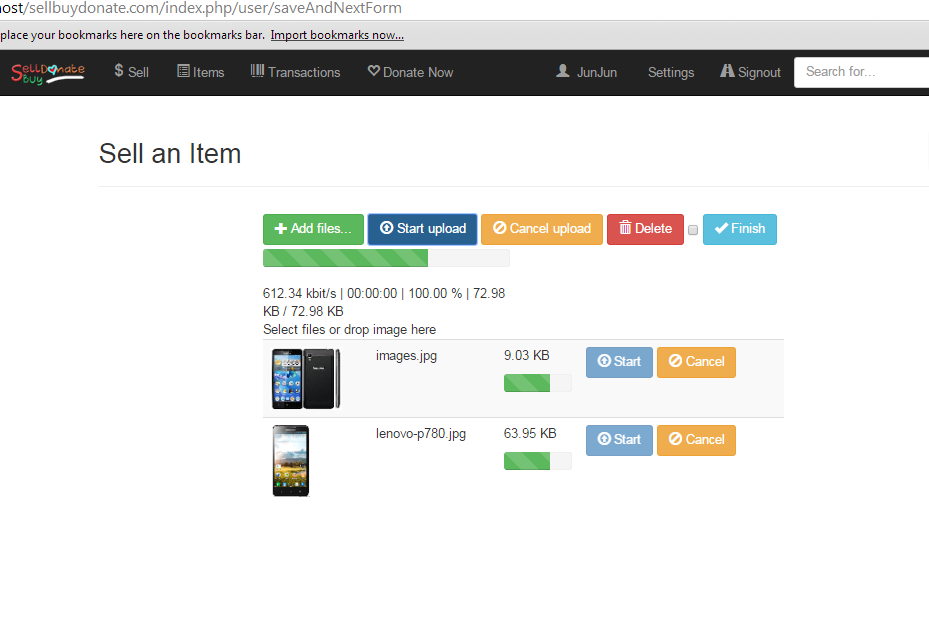 ost/sellbuydonate.com/index.php/user/saveAndNextForm
place your bookmarks here on the bookmarks bar. Import bookmarks now...
SellDonate
buy
$ Sell Items Transactions Donate Now JunJun Settings Signout Search for...
Sell an Item
Add files... Start upload Cancel upload Delete Finish
612.34 kbit/s | 00:00:00 | 100.00 % | 72.98
KB / 72.98 KB
Select files or drop image here
images.jpg 9.03 KB Start Cancel
lenovo-p780.jpg 63.95 KB Start Cancel